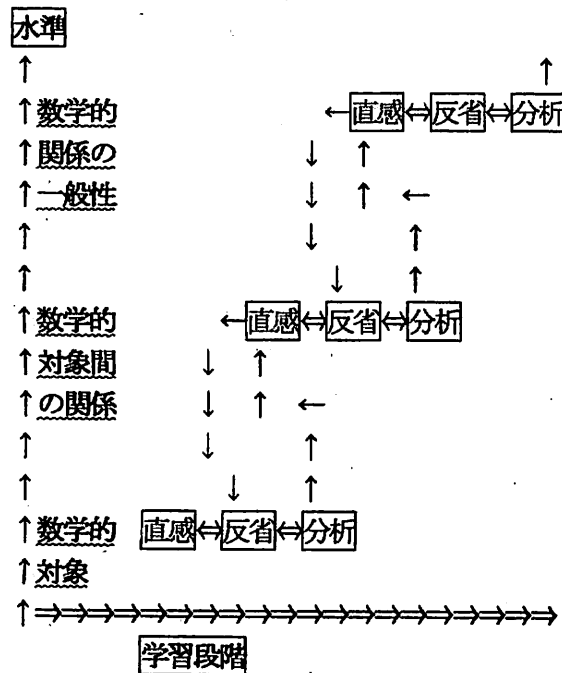 水準
↑ ↑
↑数学的 ←直感⇔反省⇔分析
↑関係の ↓ ↑
↑一般性 ↓ ↑ ←
↑ ↓ ↑
↑ ↓ ↑
↑数学的 ←直感⇔反省⇔分析
↑対象間 ↓ ↑
↑の関係 ↓ ↑ ←
↑ ↓ ↑
↑ ↓ ↑
↑数学的 直感⇔反省⇔分析
↑対象
↑⇒⇒⇒⇒⇒⇒⇒⇒⇒⇒⇒⇒⇒⇒⇒⇒⇒⇒⇒⇒
学習段階